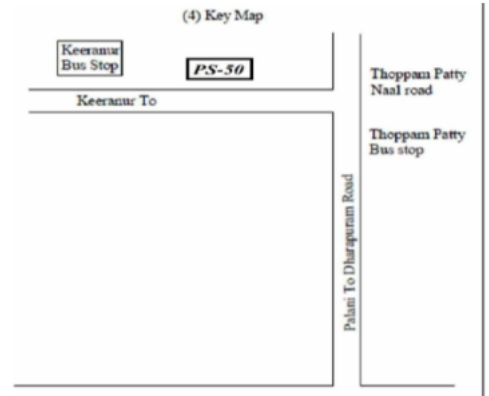 (4) Key Map
Keeranur
Bus Stop
PS-50
Keeranur To
Thoppam Patty
Naal road
Thoppam Patty
Bus stop
Palani To Dharapuram Road